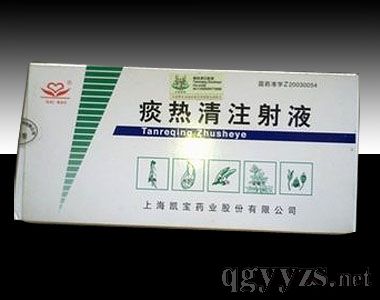 国药准字Z20030054
痰热清注射液
Tanreqing Zhusheye
上海凯宝药业股份有限公司
qgyyzs.net